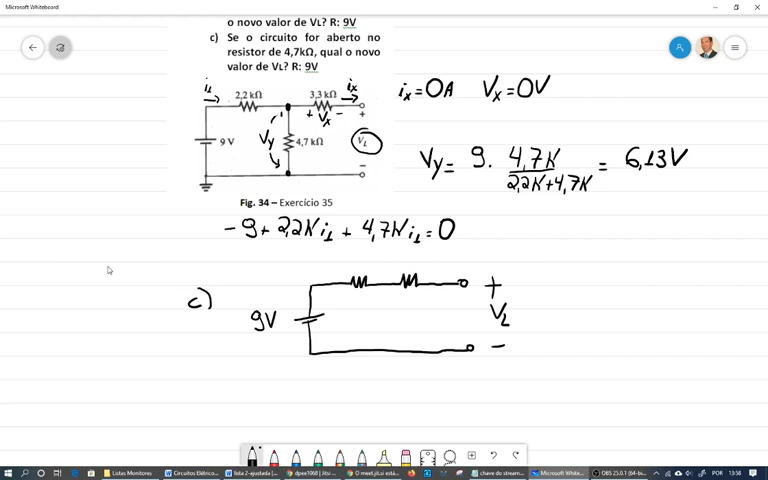 Microsoft Whiteboard
o novo valor de VL? R: 9V
c) Se o circuito for aberto no
resistor de 4,7kΩ, qual o novo
valor de VL? R: 9V
i1
2,2 kΩ
3,3 kΩ
ix
+ Vx -
+
9 V
Vy
4,7 kΩ
VL
-
Fig. 34 – Exercício 35
ix = 0A Vx = 0V
Vy = 9. 4,7K / 2,2K+4,7K = 6,13V
-9+2,2K i1 + 4,7K i1 = 0
c)
9V
+
VL
-
Listas Monitores
Circuitos Elétric...
lista 2-ajustada [...
dpee1068 | Jitsi ...
O meet.jit.si está...
chave do stream...
Microsoft White...
OBS 25.0.1 (64-bi...
POR
13:58